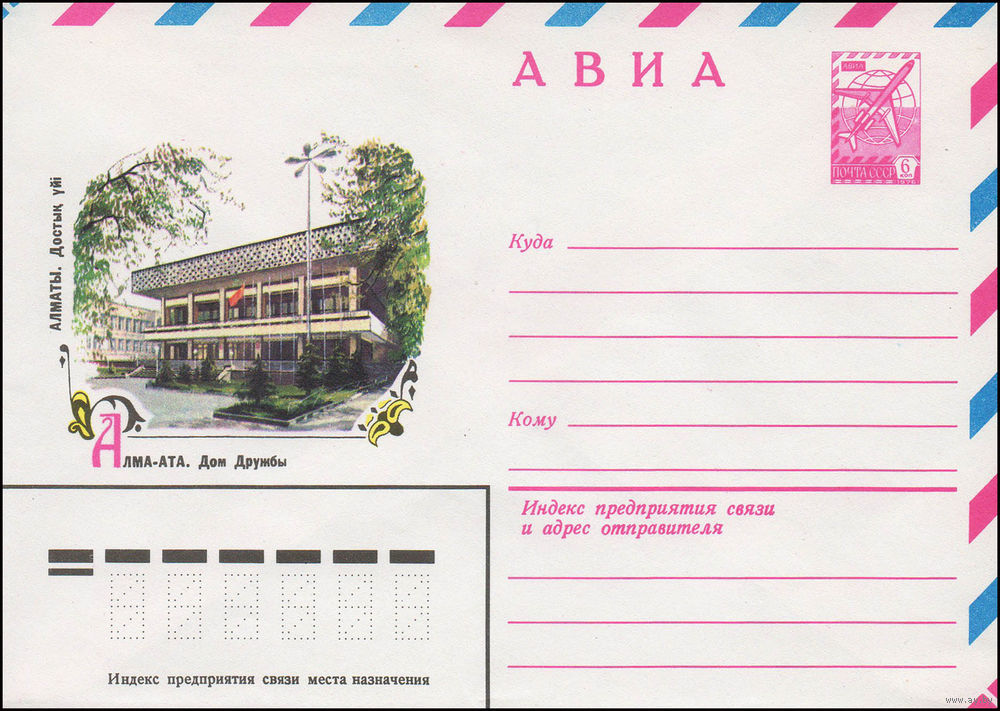 АВИА
АВИА
ПОЧТА СССР
6
КОП
1976
АЛМАТЫ. Достық үйі
АЛМА-АТА. Дом Дружбы
Куда
Кому
Индекс предприятия связи
и адрес отправителя
Индекс предприятия связи места назначения